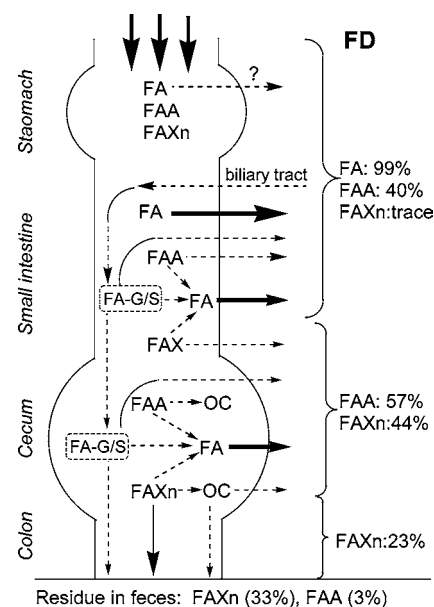 FD
Staomach
FA
?
FAA
FAXn
biliary tract
FA: 99%
FAA: 40%
FAXn:trace
Small intestine
FA
FAA
FA-G/S
FA
FAX
Cecum
FAA
OC
FAA: 57%
FAXn:44%
FA-G/S
FA
FAXn
OC
Colon
FAXn:23%
Residue in feces: FAXn (33%), FAA (3%)